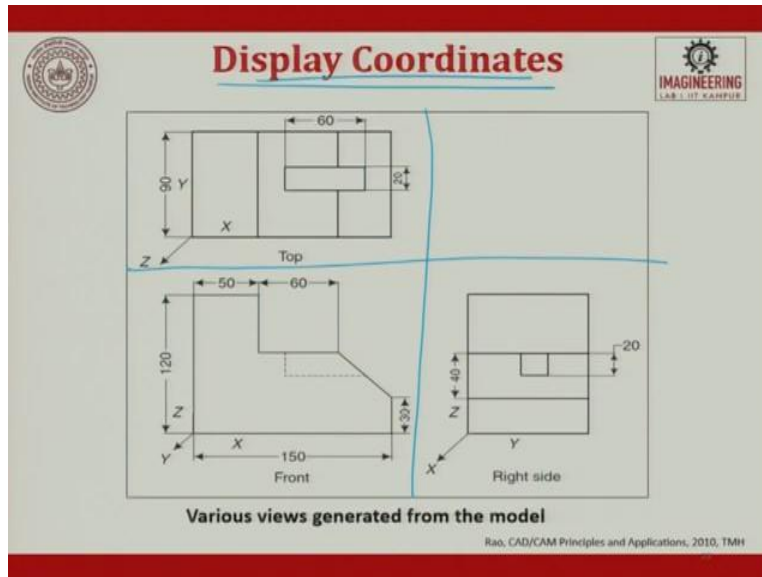 Display Coordinates
IMAGINEERING
LAB | IIT KANPUR
60
90
Y
20
X
Z
Top
50
60
120
20
40
Z
30
Z
Y
X
150
X
Y
Front
Right side
Various views generated from the model
Rao, CAD/CAM Principles and Applications, 2010, TMH